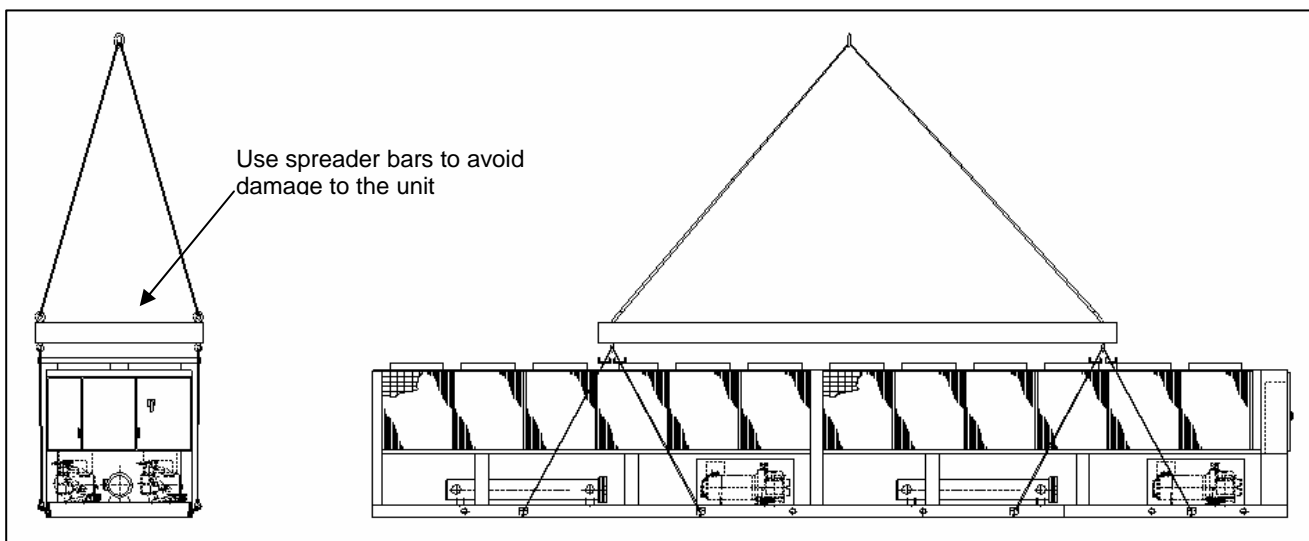 Use spreader bars to avoid
damage to the unit